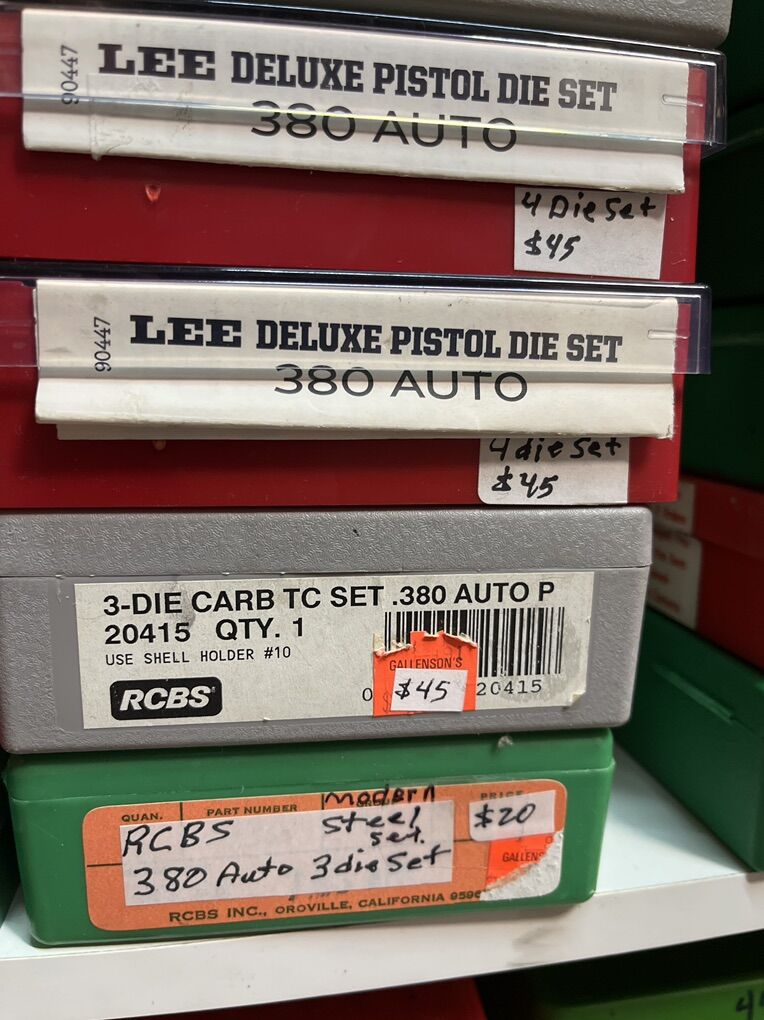 90447
LEE DELUXE PISTOL DIE SET
380 AUTO
4 Die Set
$45
90447
LEE DELUXE PISTOL DIE SET
380 AUTO
4 die Set
$45
3-DIE CARB TC SET .380 AUTO P
20415 QTY. 1
USE SHELL HOLDER #10
GALLENSON'S
RCBS
0
$45
20415
QUAN.
PART NUMBER
PRICE
modern
steel
set.
$20
RCBS
380 Auto 3 die Set
GALLENS
RCBS INC., OROVILLE, CALIFORNIA